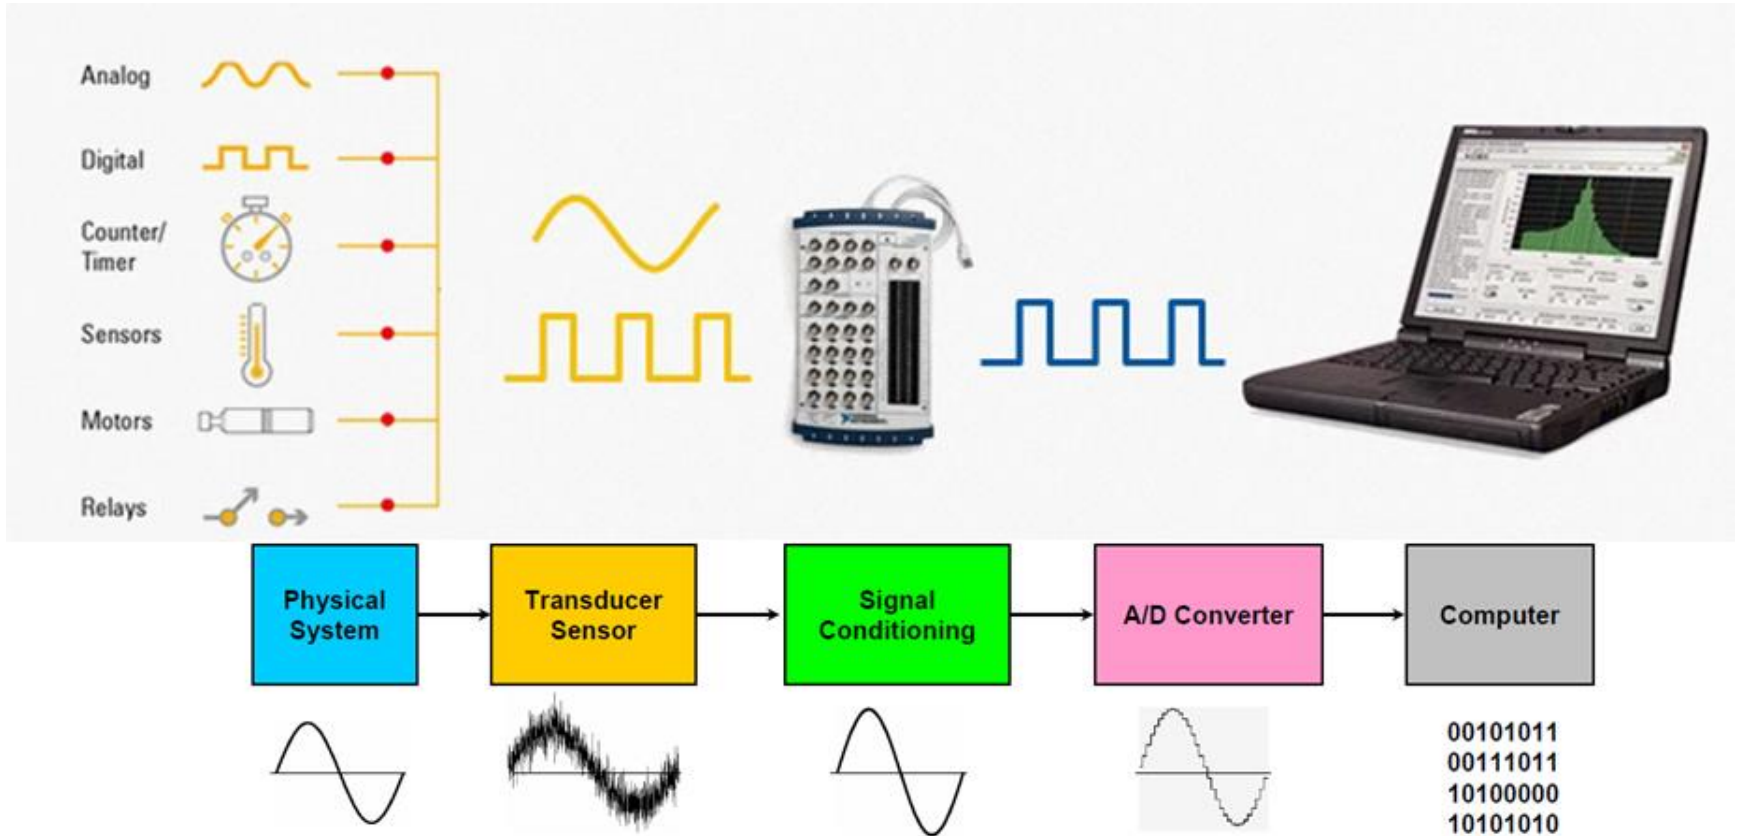 Analog
Digital
Counter/
Timer
Sensors
Motors
Relays
Physical
System
Transducer
Sensor
Signal
Conditioning
A/D Converter
Computer
00101011
00111011
10100000
10101010